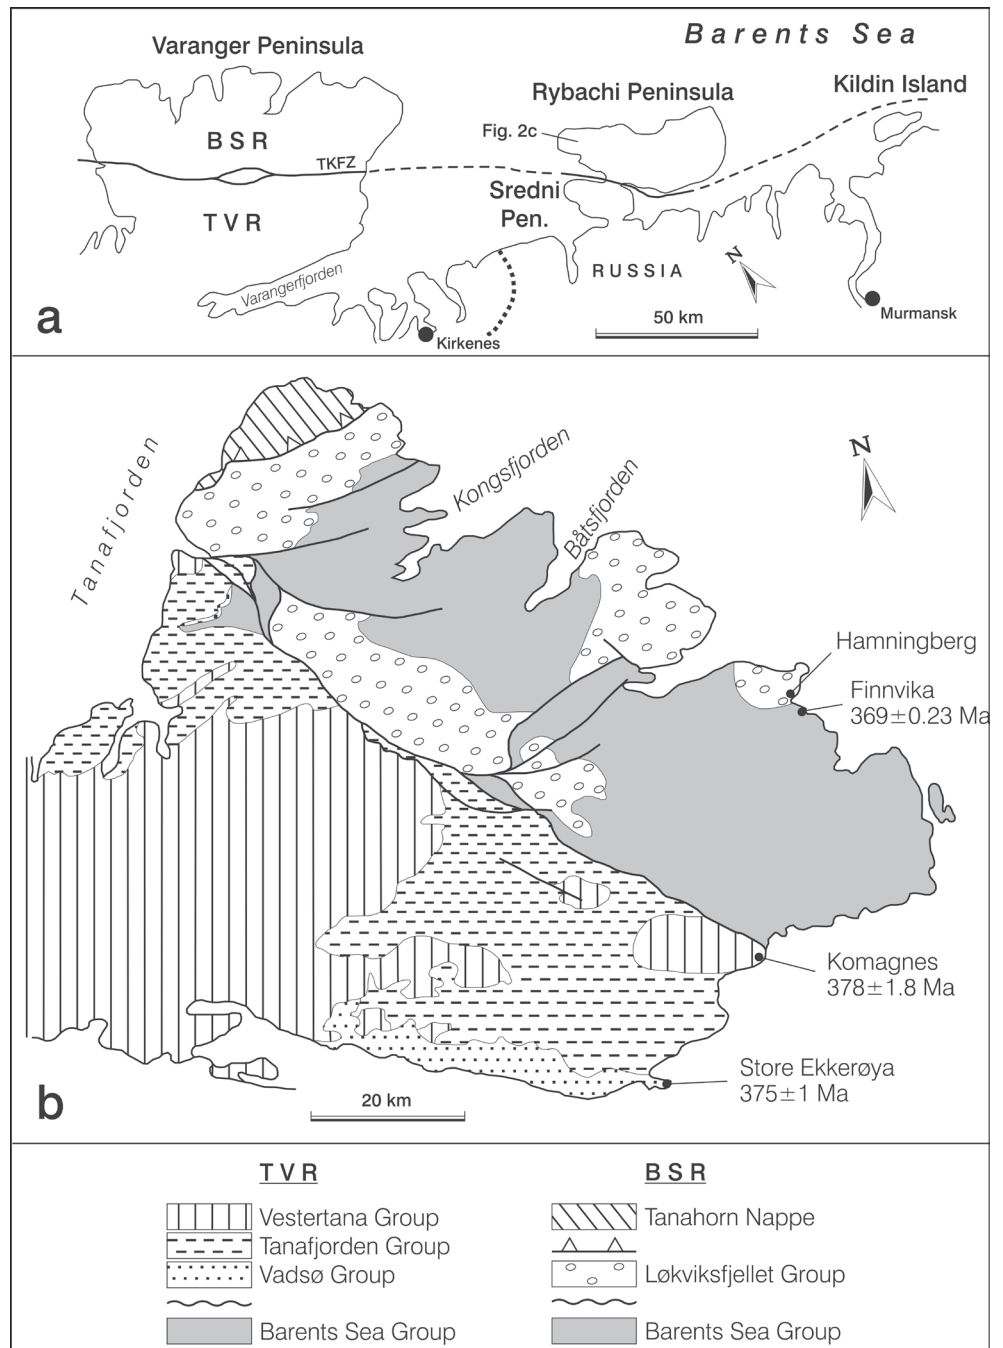 Barents Sea
Varanger Peninsula
Kildin Island
Rybachi Peninsula
Fig. 2c
BSR
TKFZ
Sredni
Pen.
TVR
N
RUSSIA
Varangerfjorden
50 km
Murmansk
Kirkenes
a
Tanafjorden
Kongsfjorden
Båtsfjorden
N
Hamningberg
Finnvika
369±0.23 Ma
Komagnes
378±1.8 Ma
Store Ekkerøya
375±1 Ma
20 km
b
TVR
Vestertana Group
Tanafjorden Group
Vadsø Group
Barents Sea Group
BSR
Tanahorn Nappe
Løkviksfjellet Group
Barents Sea Group